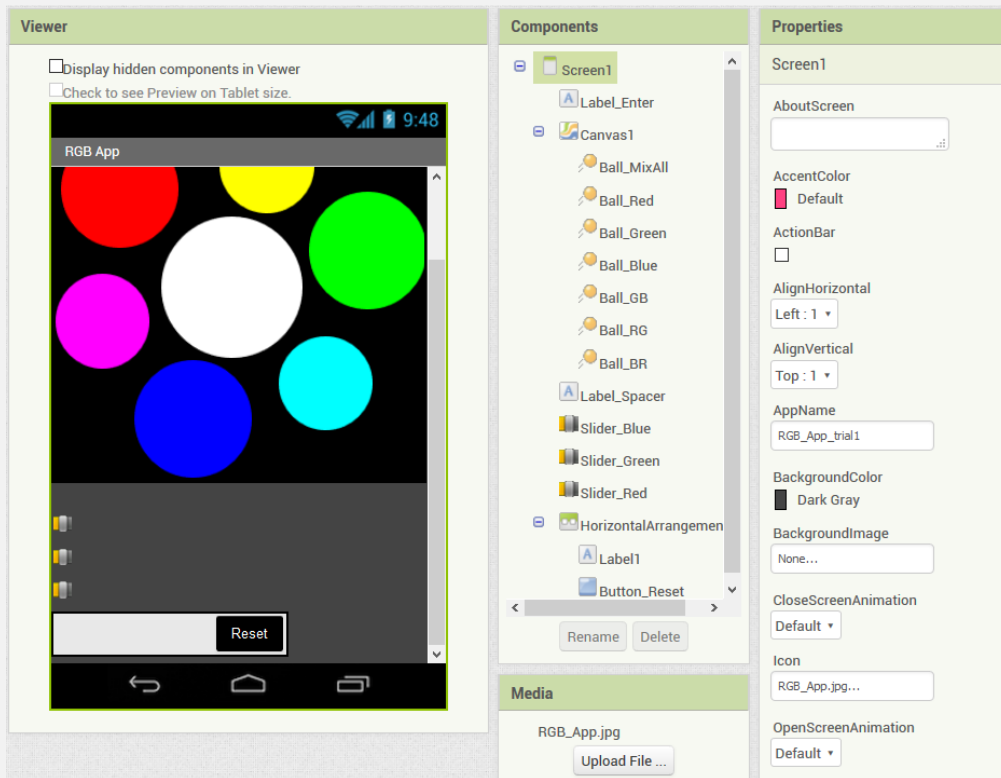 Viewer
Display hidden components in Viewer
Check to see Preview on Tablet size.
9:48
RGB App
Reset
Components
Screen1
Label_Enter
Canvas1
Ball_MixAll
Ball_Red
Ball_Green
Ball_Blue
Ball_GB
Ball_RG
Ball_BR
Label_Spacer
Slider_Blue
Slider_Green
Slider_Red
HorizontalArrangemen
Label1
Button_Reset
Rename Delete
Media
RGB_App.jpg
Upload File ...
Properties
Screen1
AboutScreen
AccentColor
Default
ActionBar
AlignHorizontal
Left : 1
AlignVertical
Top : 1
AppName
RGB_App_trial1
BackgroundColor
Dark Gray
BackgroundImage
None...
CloseScreenAnimation
Default
Icon
RGB_App.jpg...
OpenScreenAnimation
Default